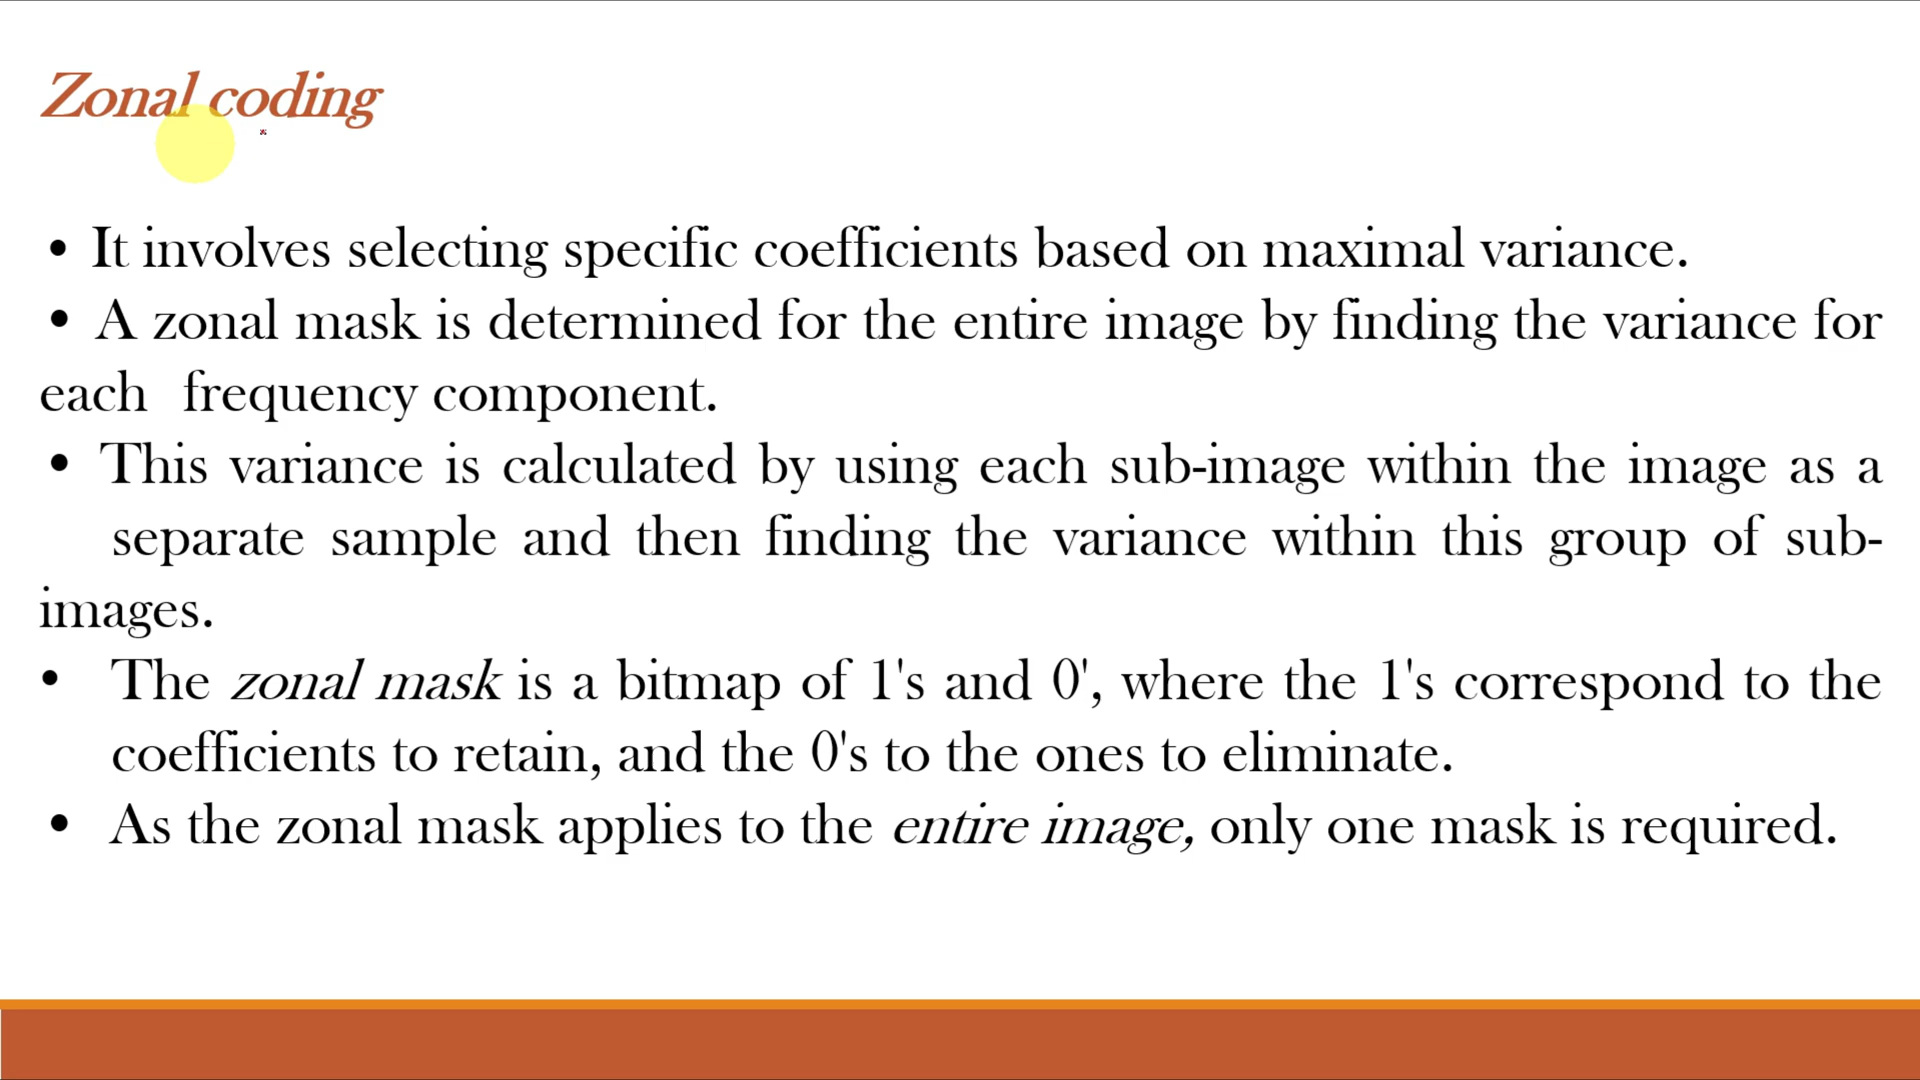 Zonal coding
• It involves selecting specific coefficients based on maximal variance.
• A zonal mask is determined for the entire image by finding the variance for
each frequency component.
• This variance is calculated by using each sub-image within the image as a
separate sample and then finding the variance within this group of sub-
images.
• The zonal mask is a bitmap of 1's and 0', where the 1's correspond to the
coefficients to retain, and the 0's to the ones to eliminate.
• As the zonal mask applies to the entire image, only one mask is required.